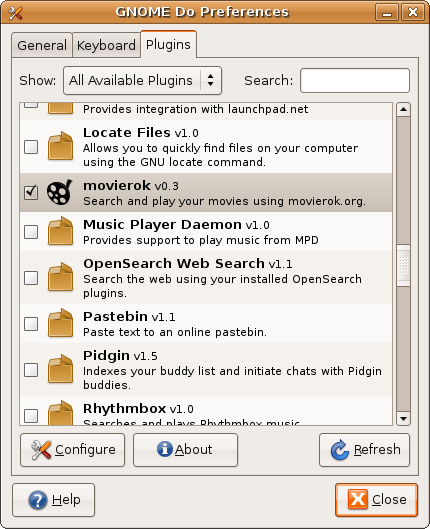 GNOME Do Preferences
General Keyboard Plugins
Show: All Available Plugins Search:
Provides integration with launchpad.net
Locate Files v1.0
Allows you to quickly find files on your computer
using the GNU locate command.
movierok v0.3
Search and play your movies using movierok.org.
Music Player Daemon v1.0
Provides support to play music from MPD
OpenSearch Web Search v1.1
Search the web using your installed OpenSearch
plugins.
Pastebin v1.1
Paste text to an online pastebin.
Pidgin v1.5
Indexes your buddy list and initiate chats with Pidgin
buddies.
Rhythmbox v1.0
Searches and plays Rhythmbox music.
Configure About Refresh
Help Close